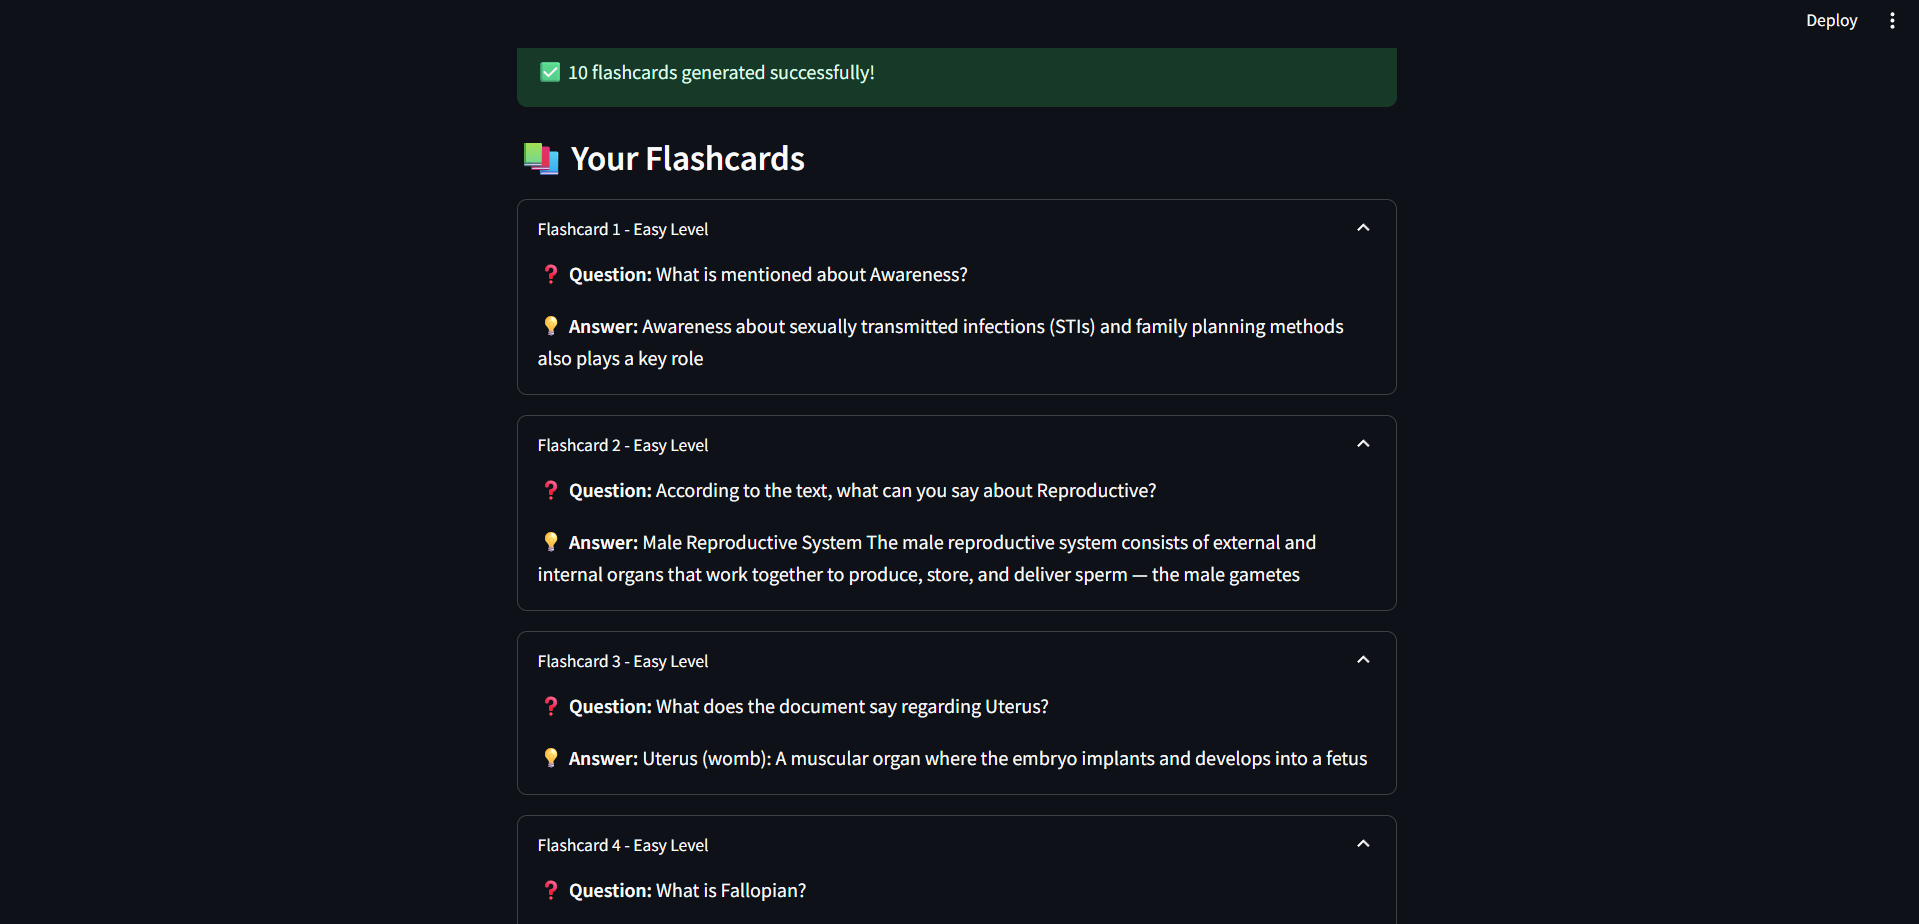 Deploy
✅ 10 flashcards generated successfully!
📚 Your Flashcards
Flashcard 1 - Easy Level
❓ Question: What is mentioned about Awareness?
💡 Answer: Awareness about sexually transmitted infections (STIs) and family planning methods
also plays a key role
Flashcard 2 - Easy Level
❓ Question: According to the text, what can you say about Reproductive?
💡 Answer: Male Reproductive System The male reproductive system consists of external and
internal organs that work together to produce, store, and deliver sperm — the male gametes
Flashcard 3 - Easy Level
❓ Question: What does the document say regarding Uterus?
💡 Answer: Uterus (womb): A muscular organ where the embryo implants and develops into a fetus
Flashcard 4 - Easy Level
❓ Question: What is Fallopian?